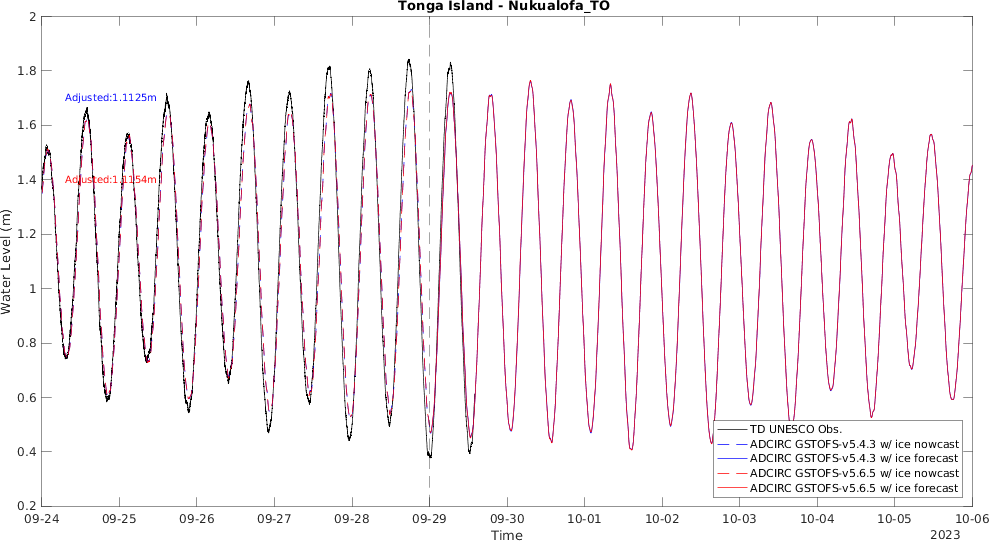 Tonga Island - Nukualofa_TO
2
1.8
1.6
1.4
1.2
1
0.8
0.6
0.4
0.2
Water Level (m)
Adjusted:1.1125m
Adjusted:1.1154m
TD UNESCO Obs.
ADCIRC GSTOFS-v5.4.3 w/ ice nowcast
ADCIRC GSTOFS-v5.4.3 w/ ice forecast
ADCIRC GSTOFS-v5.6.5 w/ ice nowcast
ADCIRC GSTOFS-v5.6.5 w/ ice forecast
09-24 09-25 09-26 09-27 09-28 09-29 09-30 10-01 10-02 10-03 10-04 10-05 10-06
Time
2023